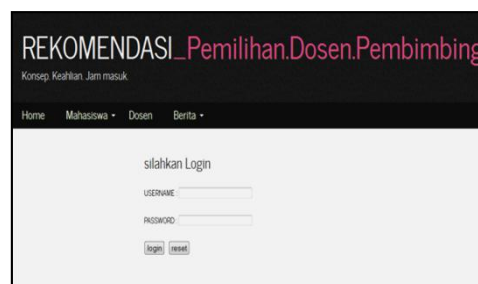 REKOMENDASI_Pemilihan.Dosen.Pembimbing
Konsep. Keahlian. Jam masuk.
Home Mahasiswa Dosen Berita
silahkan Login
USERNAME :
PASSWORD :
login reset